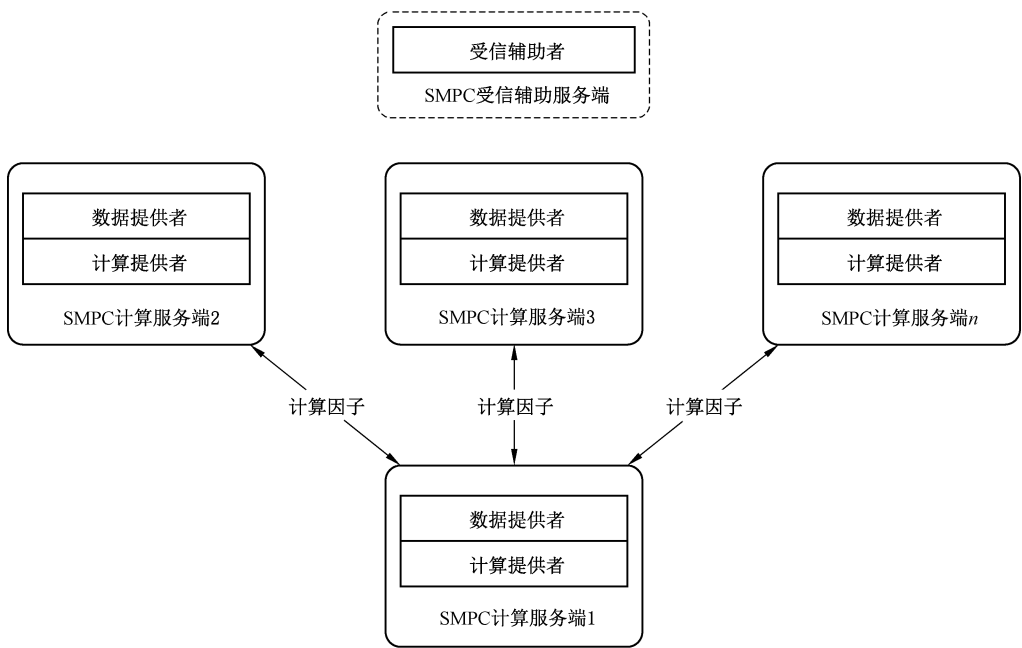 受信辅助者
SMPC受信辅助服务端
数据提供者
计算提供者
SMPC计算服务端2
数据提供者
计算提供者
SMPC计算服务端3
数据提供者
计算提供者
SMPC计算服务端n
计算因子
计算因子
计算因子
数据提供者
计算提供者
SMPC计算服务端1